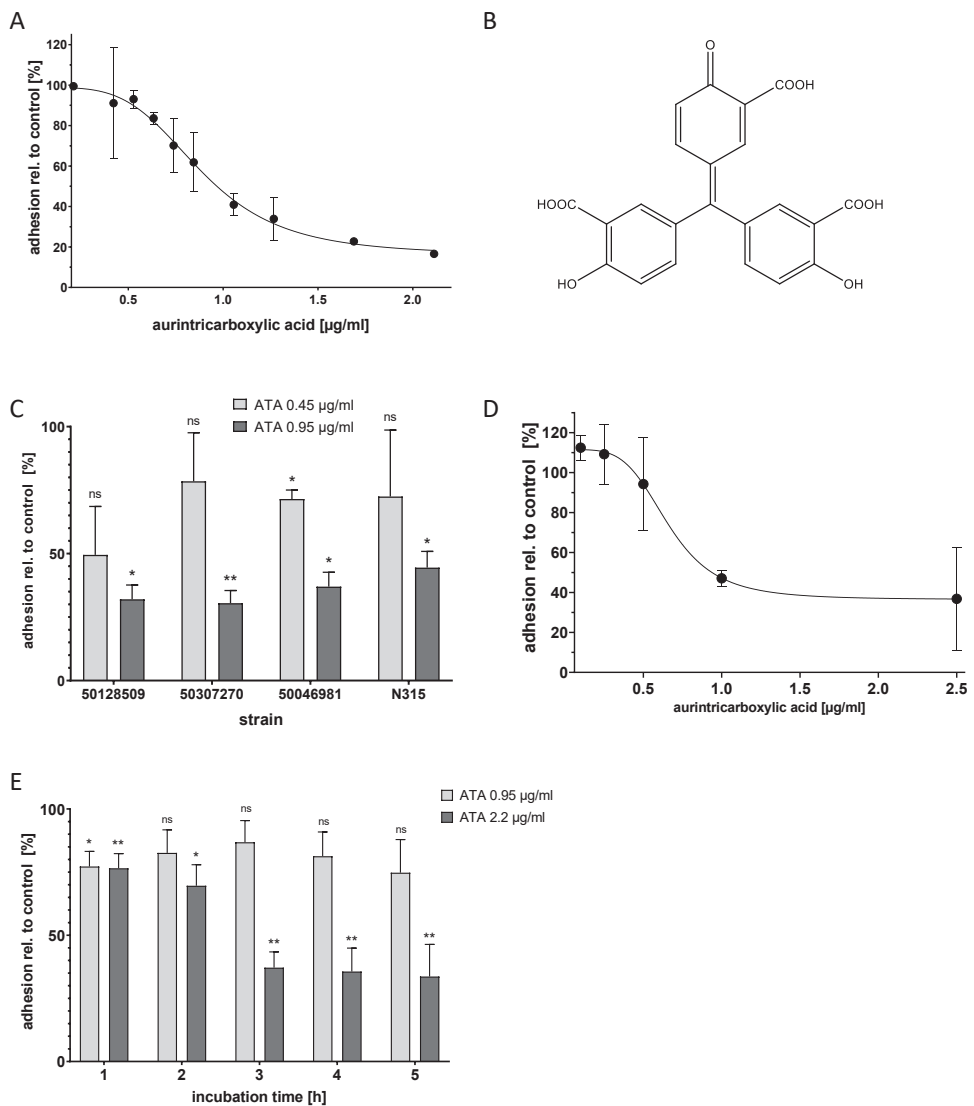 A
adhesion rel. to control [%]
120
100
80
60
40
20
0
0.5 1.0 1.5 2.0
aurintricarboxylic acid [µg/ml]
B
O
COOH
HOOC
COOH
HO
OH
C
ATA 0.45 µg/ml
ATA 0.95 µg/ml
adhesion rel. to control [%]
100
50
0
ns * ns ** * * ns *
50128509 50307270 50046981 N315
strain
D
adhesion rel. to control [%]
120
100
80
60
40
20
0
0.5 1.0 1.5 2.0 2.5
aurintricarboxylic acid [µg/ml]
E
ATA 0.95 µg/ml
ATA 2.2 µg/ml
adhesion rel. to control [%]
100
50
0
* ** ns * ns ** ns ** ns **
1 2 3 4 5
incubation time [h]